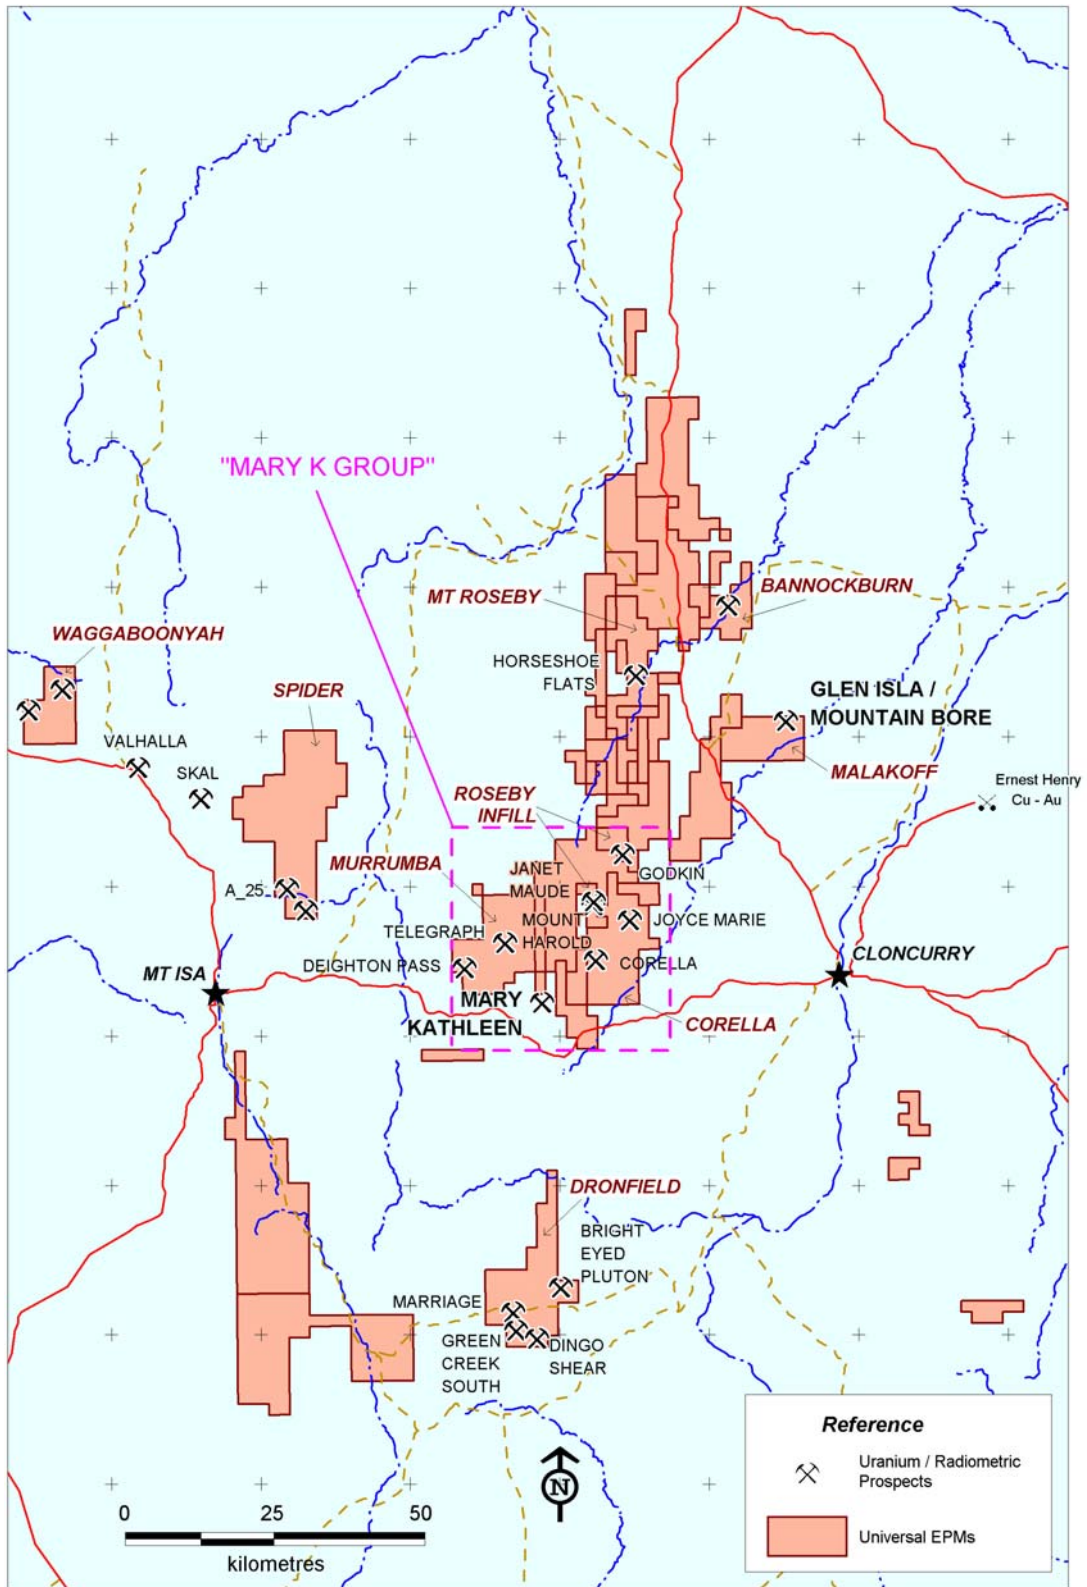 "MARY K GROUP"
MT ROSEBY
BANNOCKBURN
WAGGABOONYAH
HORSESHOE
FLATS
SPIDER
GLEN ISLA /
MOUNTAIN BORE
VALHALLA
SKAL
MALAKOFF
Ernest Henry
Cu - Au
ROSEBY
INFILL
MURRUMBA
JANET
MAUDE
GODKIN
A_25
TELEGRAPH
MOUNT
HAROLD
JOYCE MARIE
DEIGHTON PASS
CORELLA
CLONCURRY
MT ISA
MARY
KATHLEEN
CORELLA
DRONFIELD
BRIGHT
EYED
PLUTON
MARRIAGE
GREEN
CREEK
SOUTH
DINGO
SHEAR
N
0 25 50
kilometres
Reference
Uranium / Radiometric
Prospects
Universal EPMs